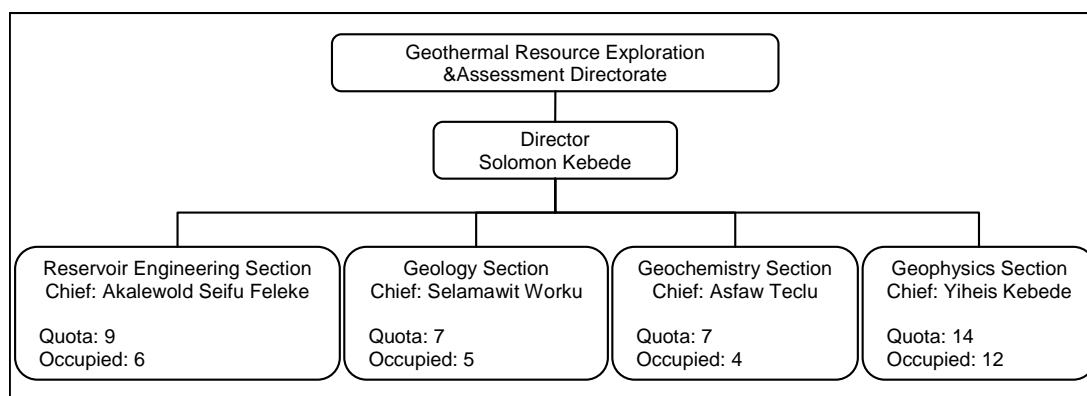 Geothermal Resource Exploration
&Assessment Directorate
Director
Solomon Kebede
Reservoir Engineering Section
Chief: Akalewold Seifu Feleke
Quota: 9
Occupied: 6
Geology Section
Chief: Selamawit Worku
Quota: 7
Occupied: 5
Geochemistry Section
Chief: Asfaw Teclu
Quota: 7
Occupied: 4
Geophysics Section
Chief: Yiheis Kebede
Quota: 14
Occupied: 12